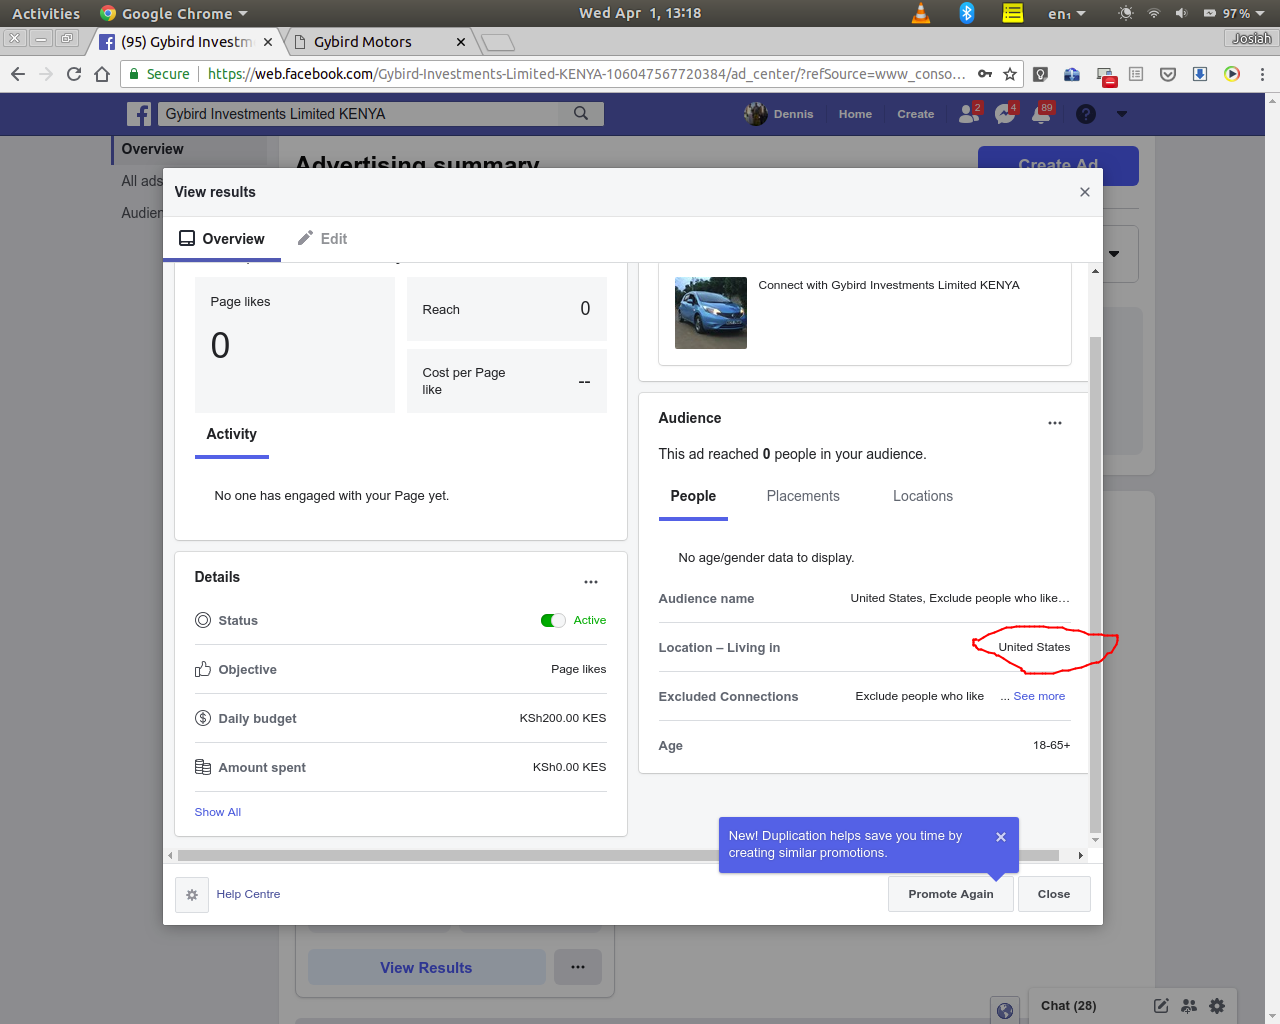 Activities
Google Chrome
Wed Apr 1, 13:18
en₁
97%
(95) Gybird Investm
Gybird Motors
Josiah
Secure
https://web.facebook.com/Gybird-Investments-Limited-KENYA-106047567720384/ad_center/?refSource=www_conso...
Gybird Investments Limited KENYA
Dennis
Home
Create
2
4
89
Overview
All ads
Audien
Advertising summary
Create Ad
View results
Overview
Edit
Page likes
0
Reach
0
Cost per Page
like
--
Activity
No one has engaged with your Page yet.
Details
Status
Active
Objective
Page likes
Daily budget
KSh200.00 KES
Amount spent
KSh0.00 KES
Show All
Connect with Gybird Investments Limited KENYA
Audience
This ad reached 0 people in your audience.
People
Placements
Locations
No age/gender data to display.
Audience name
United States, Exclude people who like...
Location – Living in
United States
Excluded Connections
Exclude people who like
... See more
Age
18-65+
New! Duplication helps save you time by
creating similar promotions.
Help Centre
Promote Again
Close
View Results
Chat (28)